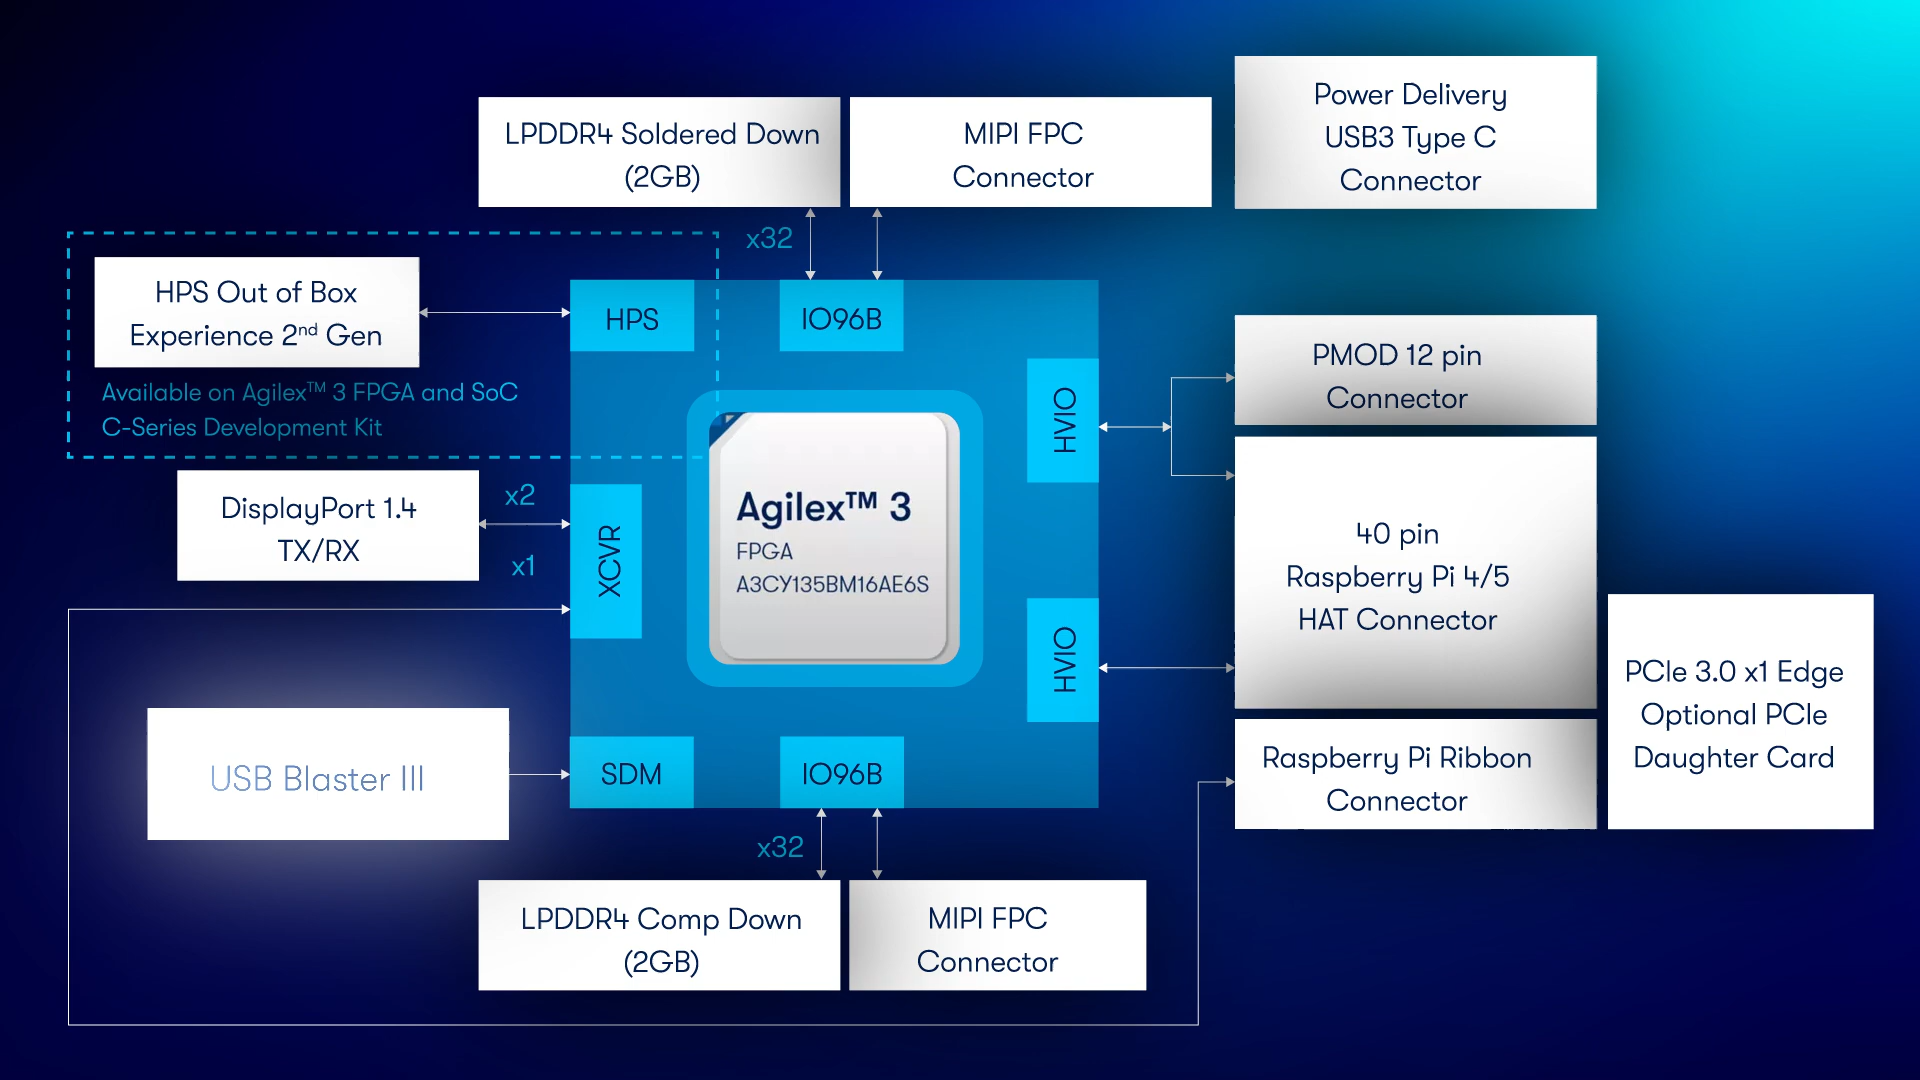 Power Delivery
USB3 Type C
Connector
LPDDR4 Soldered Down
(2GB)
MIPI FPC
Connector
x32
HPS Out of Box
Experience 2nd Gen
Available on Agilex™ 3 FPGA and SoC
C-Series Development Kit
HPS
IO96B
HVIO
PMOD 12 pin
Connector
DisplayPort 1.4
TX/RX
x2
x1
XCVR
Agilex™ 3
FPGA
A3CY135BM16AE6S
40 pin
Raspberry Pi 4/5
HAT Connector
HVIO
PCIe 3.0 x1 Edge
Optional PCIe
Daughter Card
USB Blaster III
SDM
IO96B
Raspberry Pi Ribbon
Connector
x32
LPDDR4 Comp Down
(2GB)
MIPI FPC
Connector